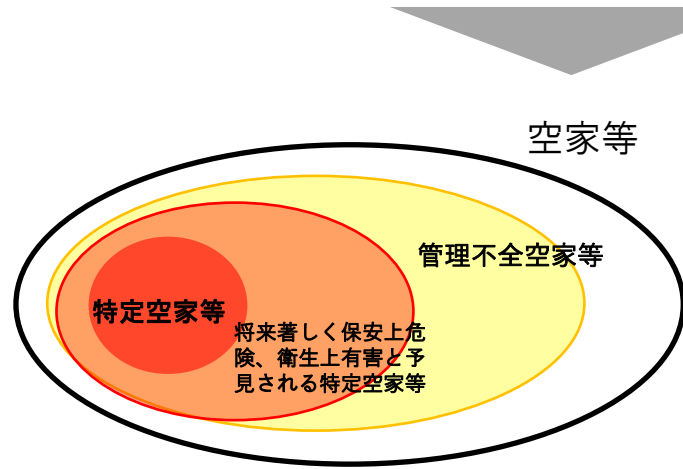 空家等
管理不全空家等
特定空家等
将来著しく保安上危
険、衛生上有害と予
見される特定空家等